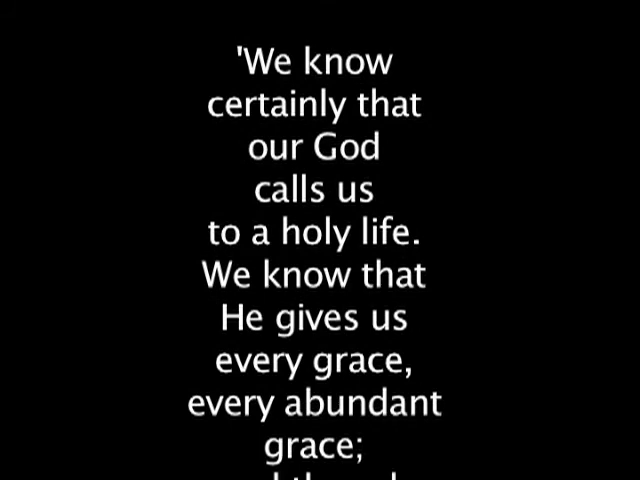 'We know
certainly that
our God
calls us
to a holy life.
We know that
He gives us
every grace,
every abundant
grace;